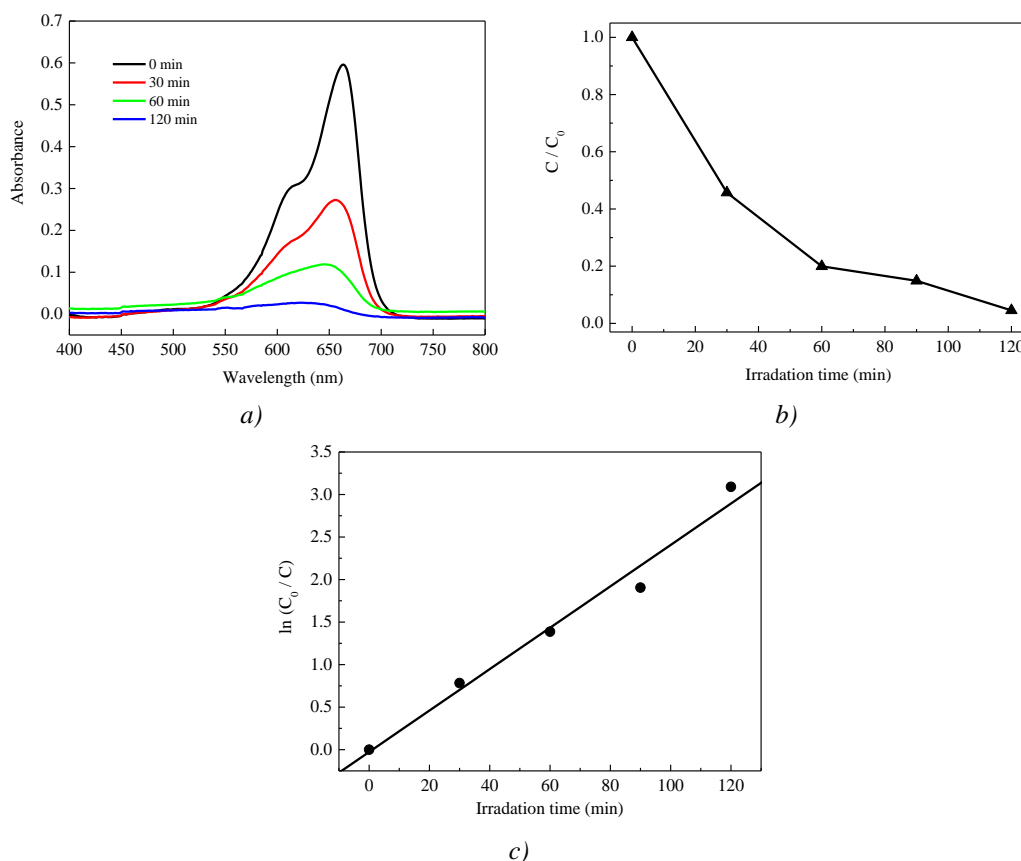 0.7
0.6
0.5
0.4
0.3
0.2
0.1
0.0
Absorbance
0 min
30 min
60 min
120 min
400 450 500 550 600 650 700 750 800
Wavelength (nm)
a)
1.0
0.8
0.6
0.4
0.2
0.0
C / C₀
0 20 40 60 80 100 120
Irradation time (min)
b)
3.5
3.0
2.5
2.0
1.5
1.0
0.5
0.0
ln (C₀ / C)
0 20 40 60 80 100 120
Irradation time (min)
c)